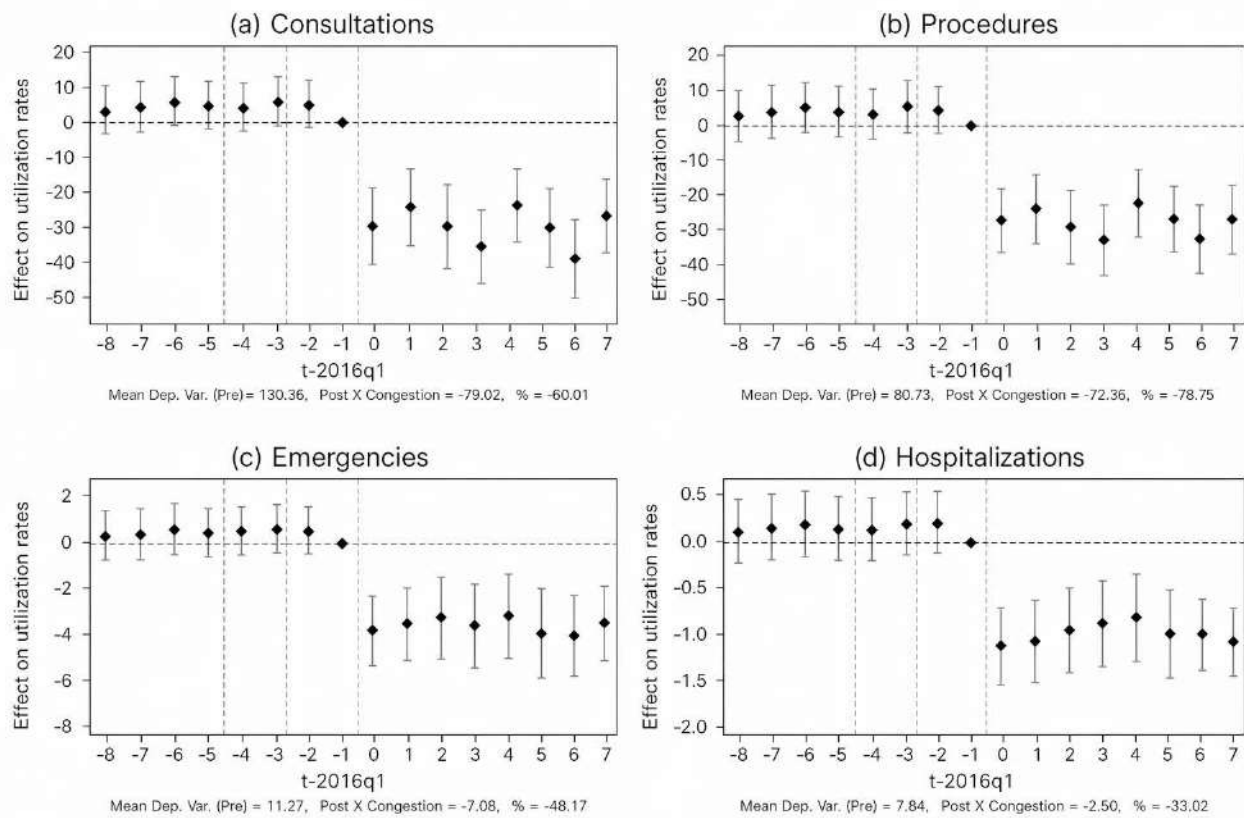 (a) Consultations
Effect on utilization rates
20
10
0
-10
-20
-30
-40
-50
-8 -7 -6 -5 -4 -3 -2 -1 0 1 2 3 4 5 6 7
t-2016q1
Mean Dep. Var. (Pre) = 130.36, Post X Congestion = -79.02, % = -60.01
(b) Procedures
Effect on utilization rates
20
10
0
-10
-20
-30
-40
-50
-8 -7 -6 -5 -4 -3 -2 -1 0 1 2 3 4 5 6 7
t-2016q1
Mean Dep. Var. (Pre) = 80.73, Post X Congestion = -72.36, % = -78.75
(c) Emergencies
Effect on utilization rates
2
0
-2
-4
-6
-8
-8 -7 -6 -5 -4 -3 -2 -1 0 1 2 3 4 5 6 7
t-2016q1
Mean Dep. Var. (Pre) = 11.27, Post X Congestion = -7.08, % = -48.17
(d) Hospitalizations
Effect on utilization rates
0.5
0.0
-0.5
-1.0
-1.5
-2.0
-8 -7 -6 -5 -4 -3 -2 -1 0 1 2 3 4 5 6 7
t-2016q1
Mean Dep. Var. (Pre) = 7.84, Post X Congestion = -2.50, % = -33.02